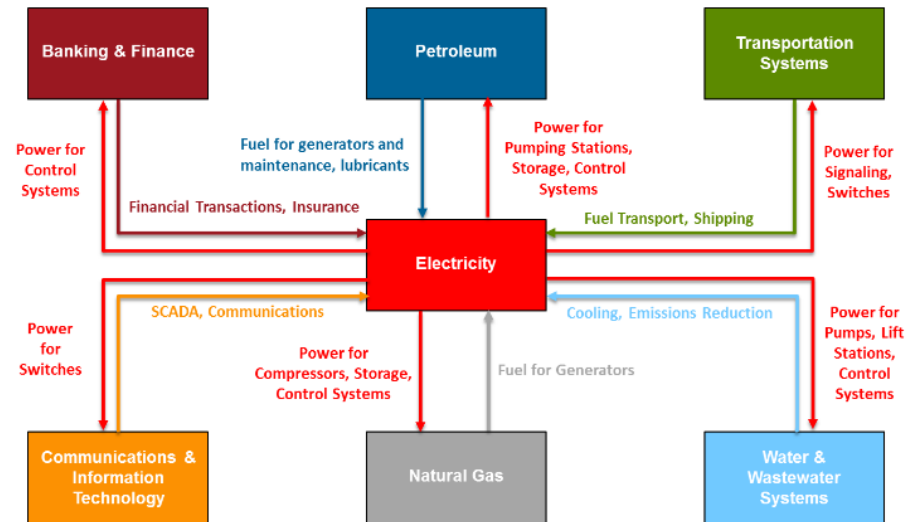 Banking & Finance
Petroleum
Transportation
Systems
Power for
Control
Systems
Fuel for generators and
maintenance, lubricants
Power for
Pumping Stations,
Storage, Control
Systems
Power for
Signaling,
Switches
Financial Transactions, Insurance
Fuel Transport, Shipping
Electricity
SCADA, Communications
Cooling, Emissions Reduction
Power
for
Switches
Power for
Compressors, Storage,
Control Systems
Fuel for Generators
Power for
Pumps, Lift
Stations,
Control
Systems
Communications &
Information
Technology
Natural Gas
Water &
Wastewater
Systems